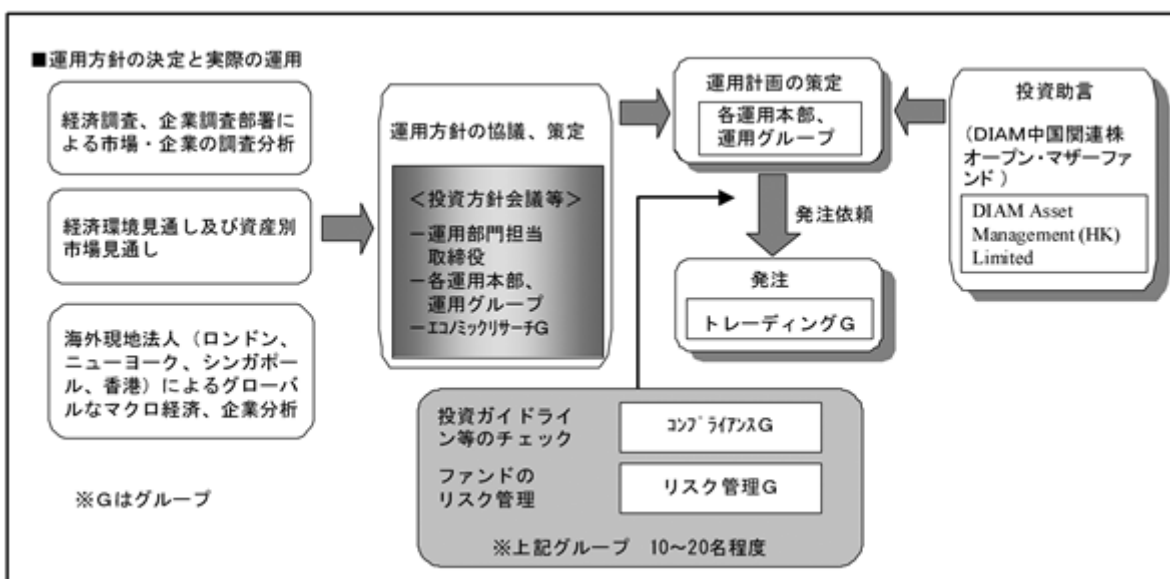 ■運用方針の決定と実際の運用
経済調査、企業調査部署に
よる市場・企業の調査分析
経済環境見通し及び資産別
市場見通し
海外現地法人（ロンドン、
ニューヨーク、シンガポー
ル、香港）によるグローバ
ルなマクロ経済、企業分析
※Ｇはグループ
運用方針の協議、策定
＜投資方針会議等＞
－運用部門担当
取締役
－各運用本部、
運用グループ
－ｴｺﾉﾐｯｸﾘｻｰﾁＧ
運用計画の策定
各運用本部、
運用グループ
発注依頼
発注
トレーディングＧ
投資助言
（DIAM中国関連株
オープン・マザーファ
ンド）
DIAM Asset
Management (HK)
Limited
投資ガイドライ
ン等のチェック
ｺﾝﾌﾟﾗｲｱﾝｽＧ
ファンドの
リスク管理
リスク管理Ｇ
※上記グループ　10～20名程度